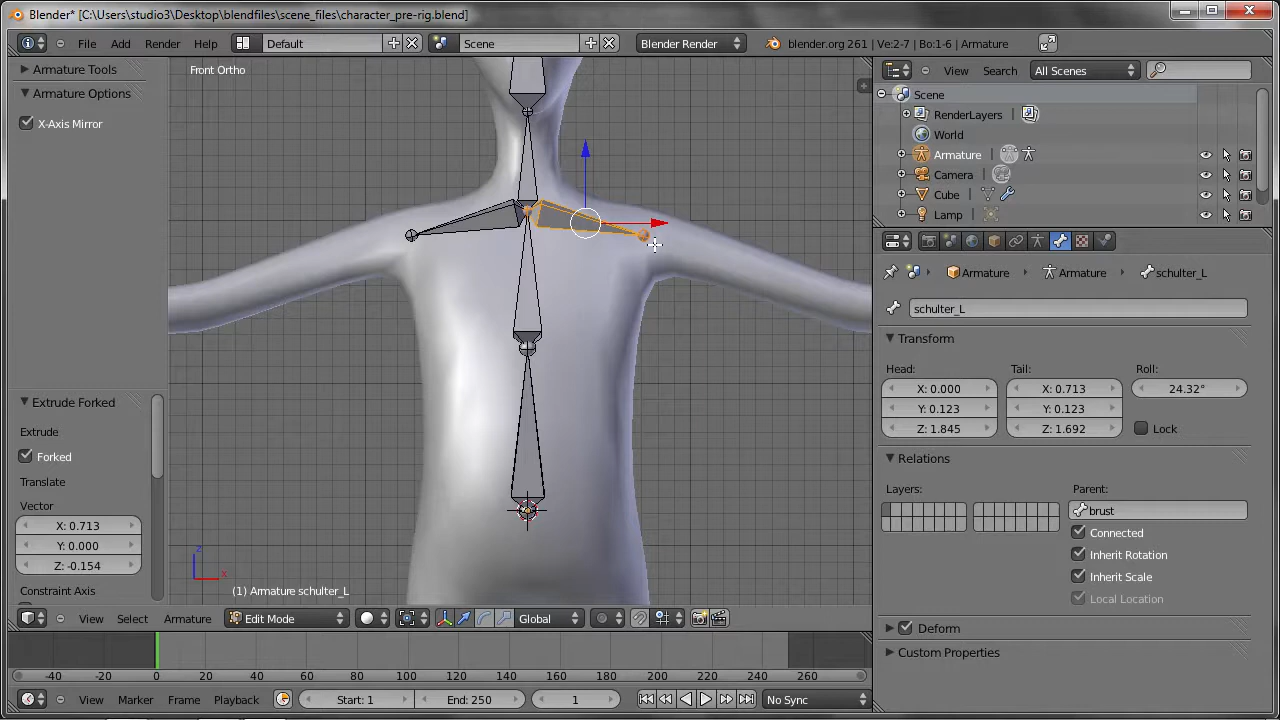 Blender* [C:\Users\studio3\Desktop\blendfiles\scene_files\character_pre-rig.blend]
File Add Render Help Default Scene Blender Render blender.org 261 | Ve:2-7 | Bo:1-6 | Armature
Armature Tools
Armature Options
X-Axis Mirror
Extrude Forked
Extrude
Forked
Translate
Vector
X: 0.713
Y: 0.000
Z: -0.154
Constraint Axis
Front Ortho
z
x
(1) Armature schulter_L
View Select Armature Edit Mode Global
-40 -20 0 20 40 60 80 100 120 140 160 180 200 220 240 260
View Marker Frame Playback Start: 1 End: 250 1 No Sync
View Search All Scenes
Scene
RenderLayers |
World
Armature |
Camera |
Cube |
Lamp |
Armature Armature schulter_L
schulter_L
Transform
Head: Tail: Roll:
X: 0.000 X: 0.713 24.32°
Y: 0.123 Y: 0.123
Z: 1.845 Z: 1.692 Lock
Relations
Layers: Parent:
brust
Connected
Inherit Rotation
Inherit Scale
Local Location
Deform
Custom Properties